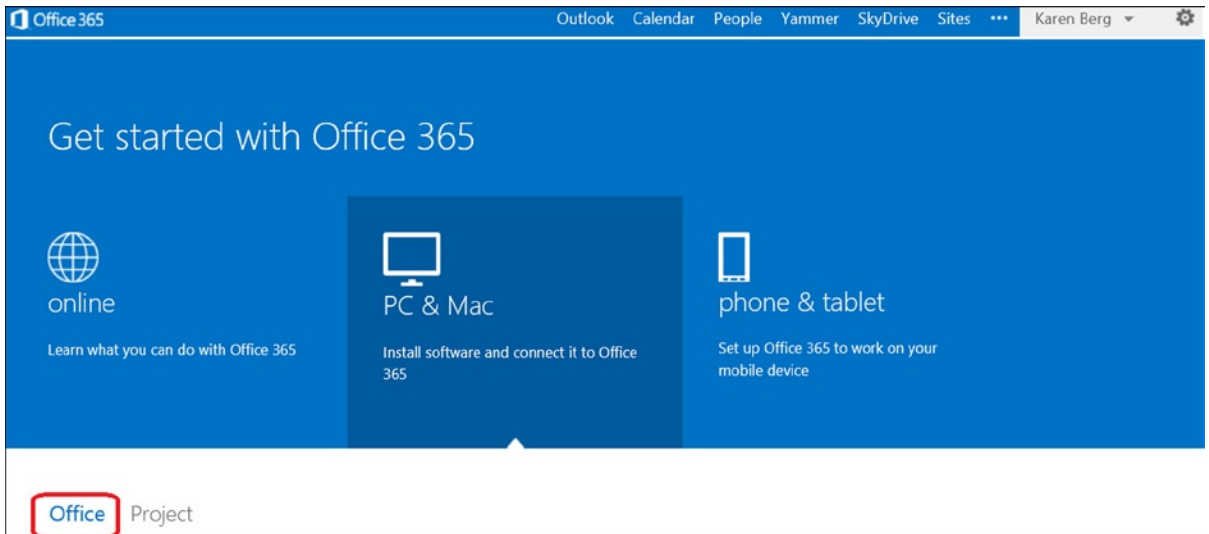 Office 365 Outlook Calendar People Yammer SkyDrive Sites ••• Karen Berg
Get started with Office 365
online
Learn what you can do with Office 365
PC & Mac
Install software and connect it to Office
365
phone & tablet
Set up Office 365 to work on your
mobile device
Office Project